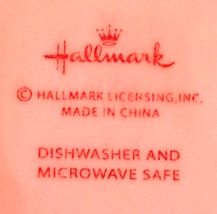 Hallmark
© HALLMARK LICENSING, INC.
MADE IN CHINA
DISHWASHER AND
MICROWAVE SAFE